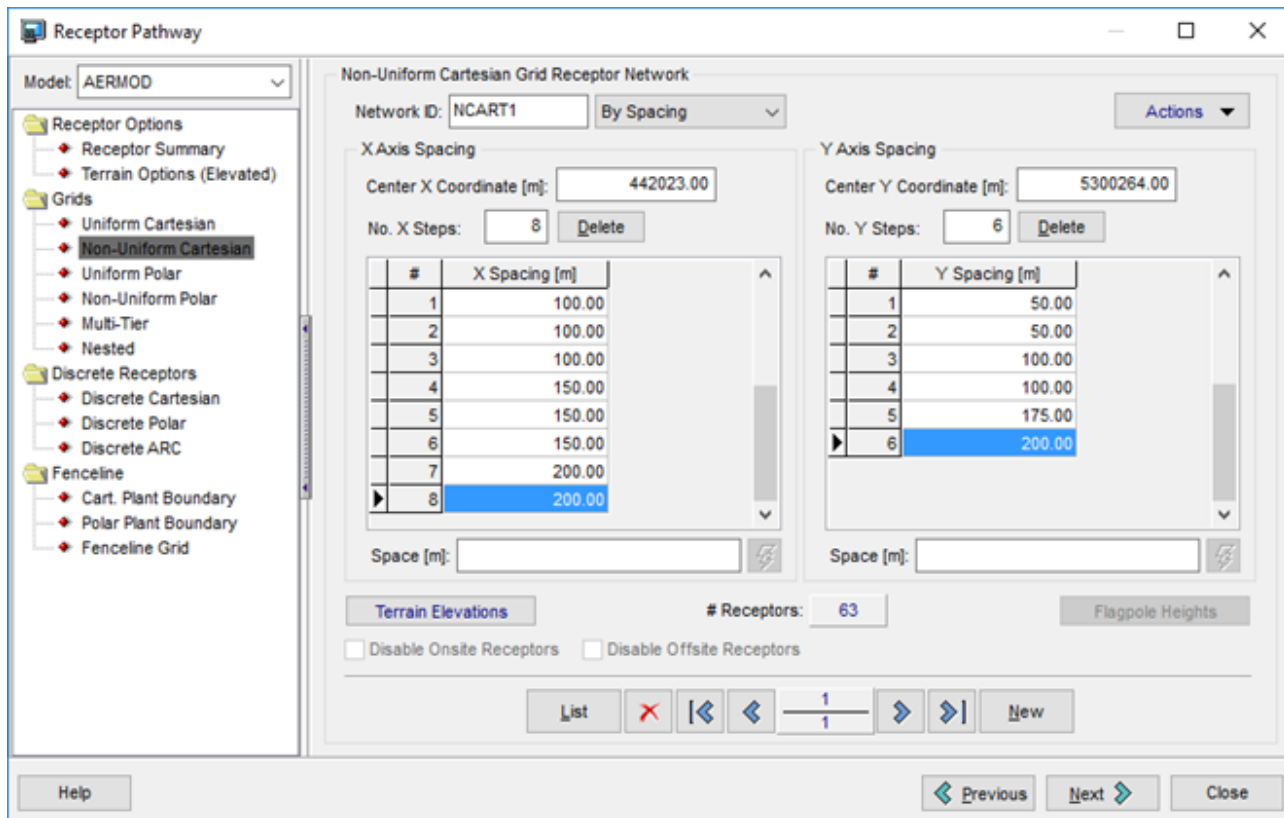 Receptor Pathway
Model: AERMOD
Receptor Options
Receptor Summary
Terrain Options (Elevated)
Grids
Uniform Cartesian
Non-Uniform Cartesian
Uniform Polar
Non-Uniform Polar
Multi-Tier
Nested
Discrete Receptors
Discrete Cartesian
Discrete Polar
Discrete ARC
Fenceline
Cart. Plant Boundary
Polar Plant Boundary
Fenceline Grid
Non-Uniform Cartesian Grid Receptor Network
Network ID: NCART1 By Spacing Actions
X Axis Spacing
Center X Coordinate [m]: 442023.00
No. X Steps: 8 Delete
# X Spacing [m]
1 100.00
2 100.00
3 100.00
4 150.00
5 150.00
6 150.00
7 200.00
8 200.00
Space [m]:
Y Axis Spacing
Center Y Coordinate [m]: 5300264.00
No. Y Steps: 6 Delete
# Y Spacing [m]
1 50.00
2 50.00
3 100.00
4 100.00
5 175.00
6 200.00
Space [m]:
Terrain Elevations # Receptors: 63 Flagpole Heights
Disable Onsite Receptors Disable Offsite Receptors
List 1 New
1
Help Previous Next Close